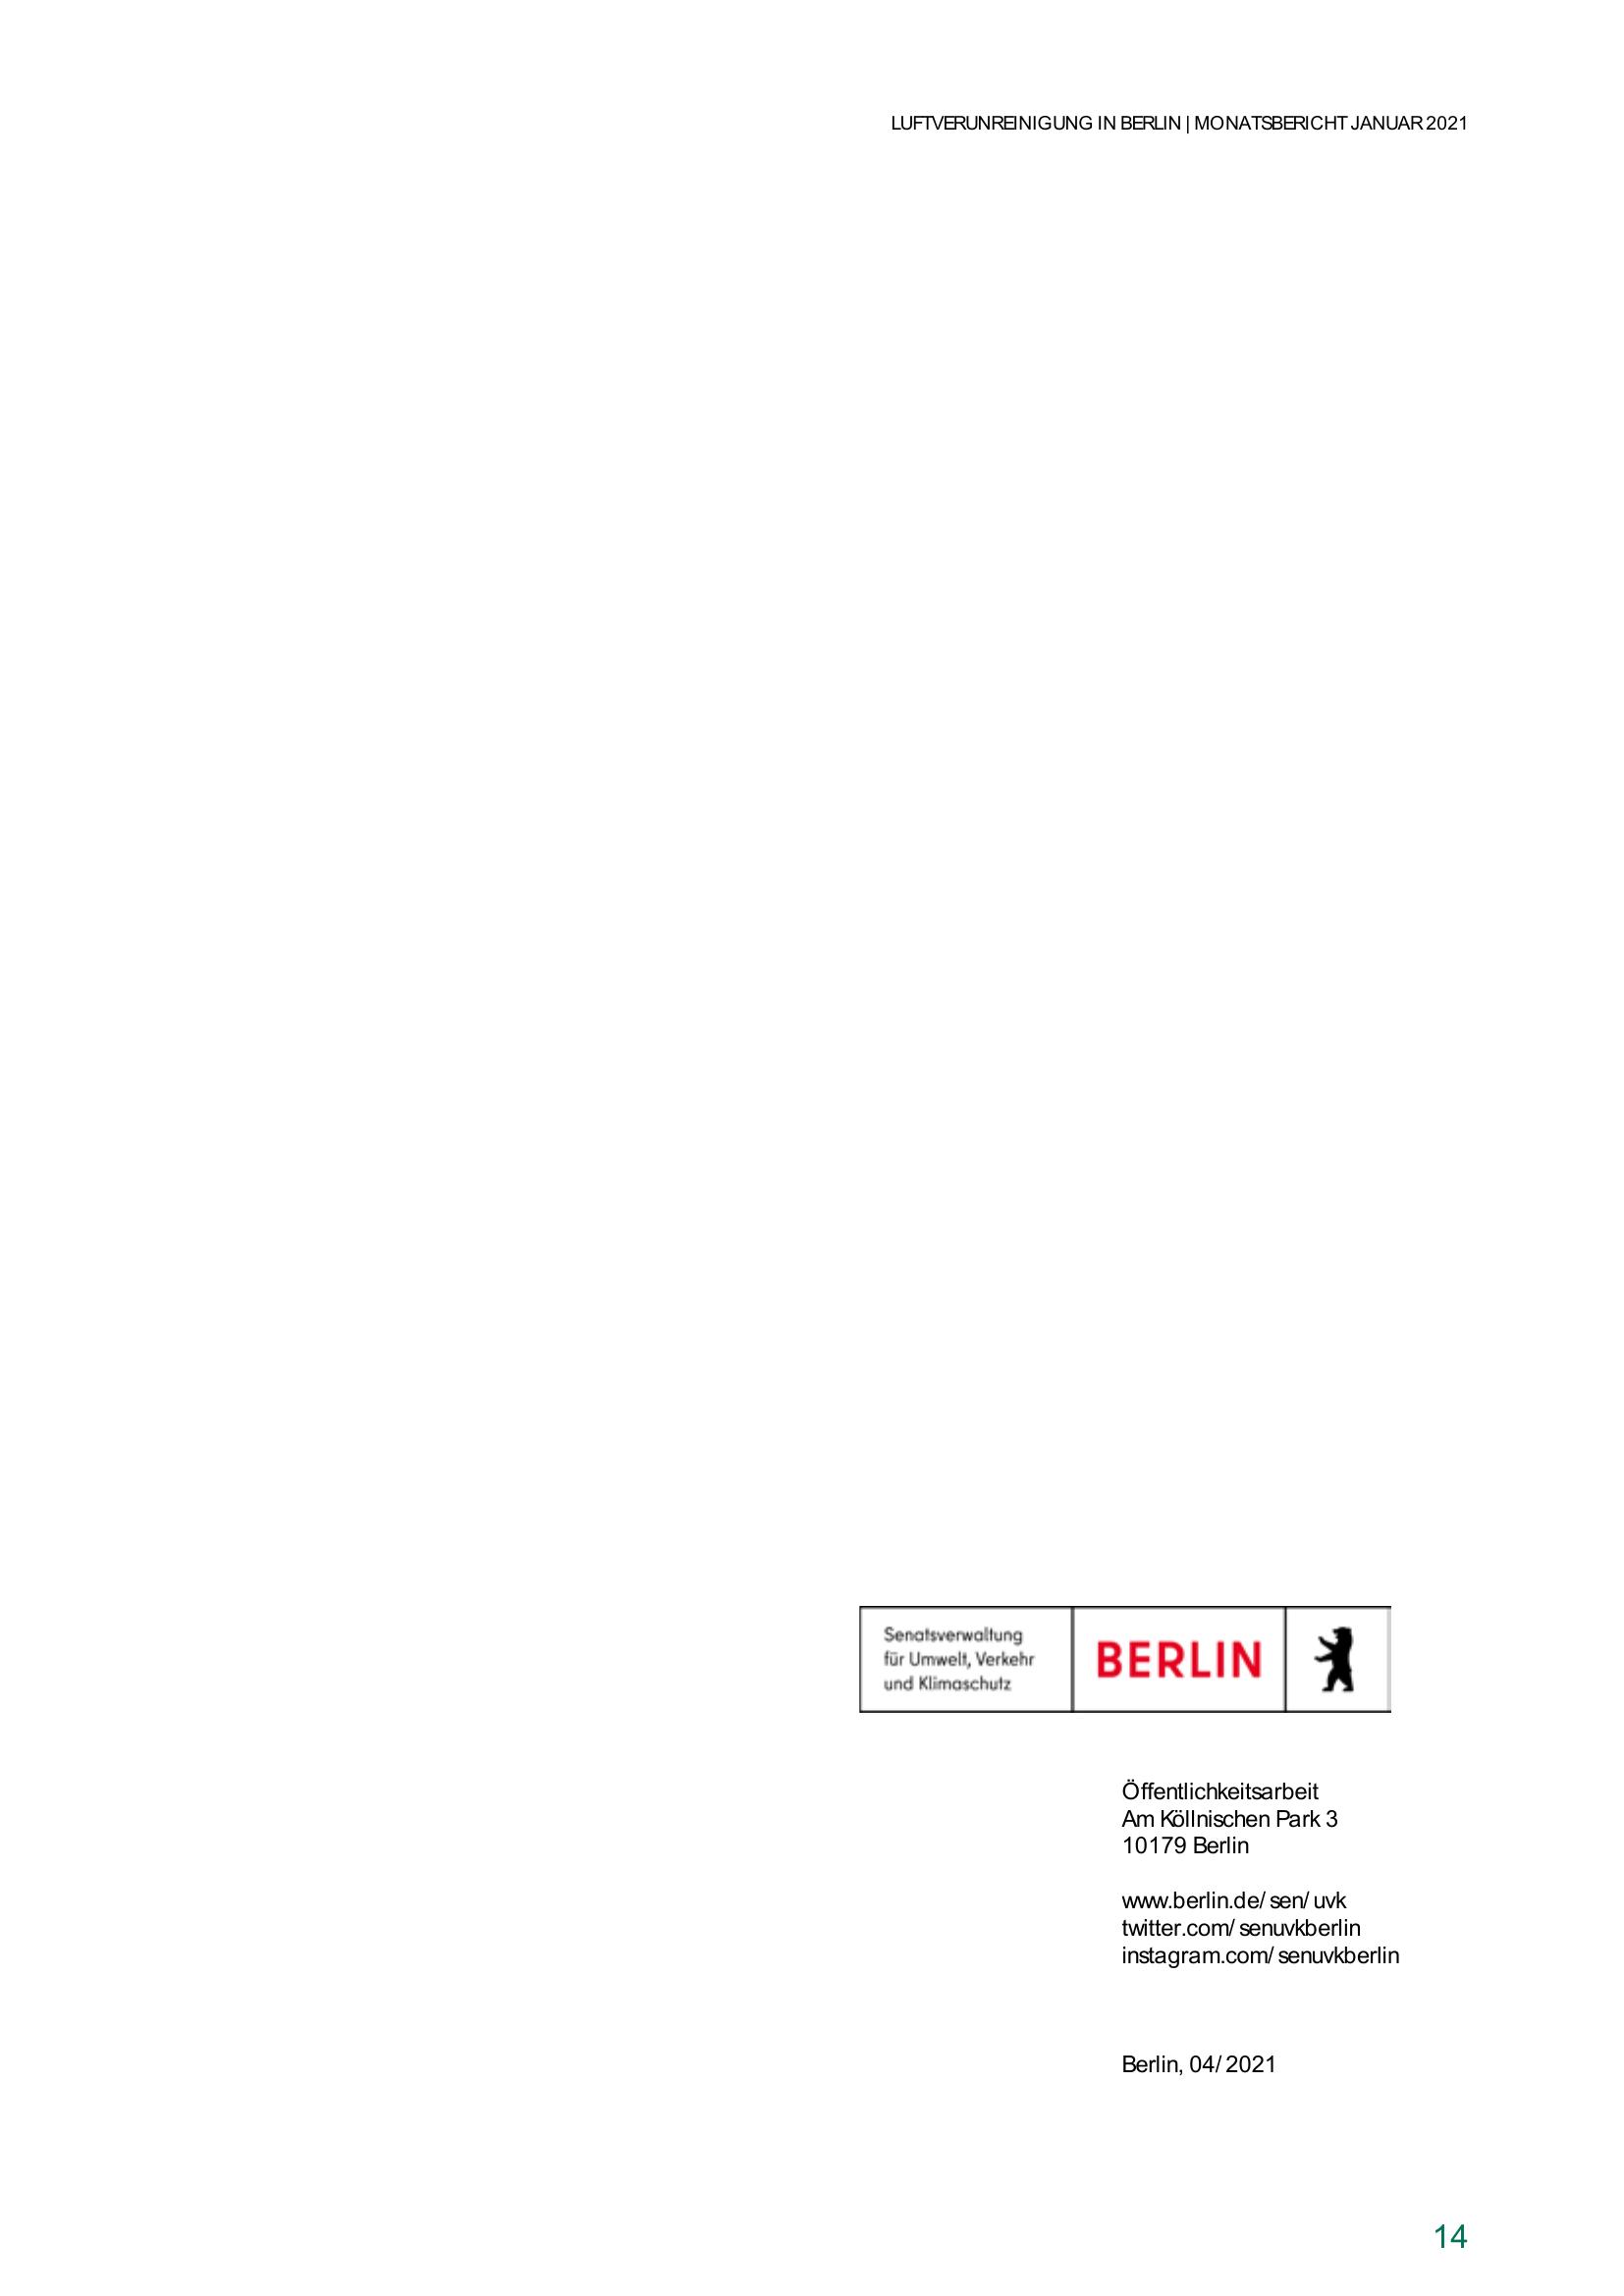 LUFTVERUNREINIGUNG IN BERLIN | MONATSBERICHT JANUAR 2021
Senatsverwaltung
für Umwelt, Verkehr
und Klimaschutz
BERLIN
Öffentlichkeitsarbeit
Am Köllnischen Park 3
10179 Berlin
www.berlin.de/sen/uvk
twitter.com/senuvkberlin
instagram.com/senuvkberlin
Berlin, 04/2021
14